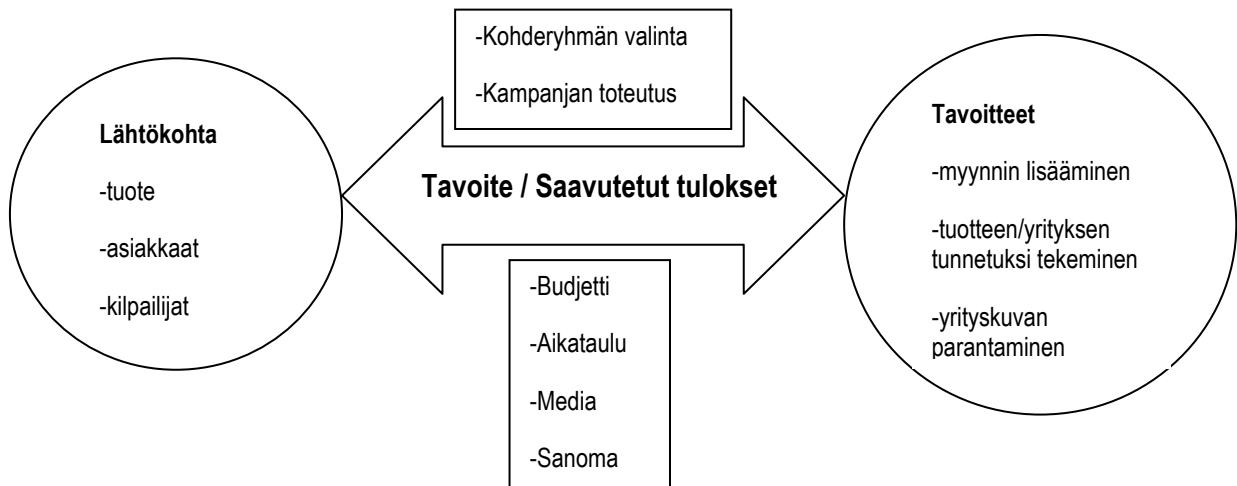 Lähtökohta
-tuote
-asiakkaat
-kilpailijat
-Kohderyhmän valinta
-Kampanjan toteutus
Tavoite / Saavutetut tulokset
-Budjetti
-Aikataulu
-Media
-Sanoma
Tavoitteet
-myynnin lisääminen
-tuotteen/yrityksen
tunnetuksi tekeminen
-yrityskuvan
parantaminen